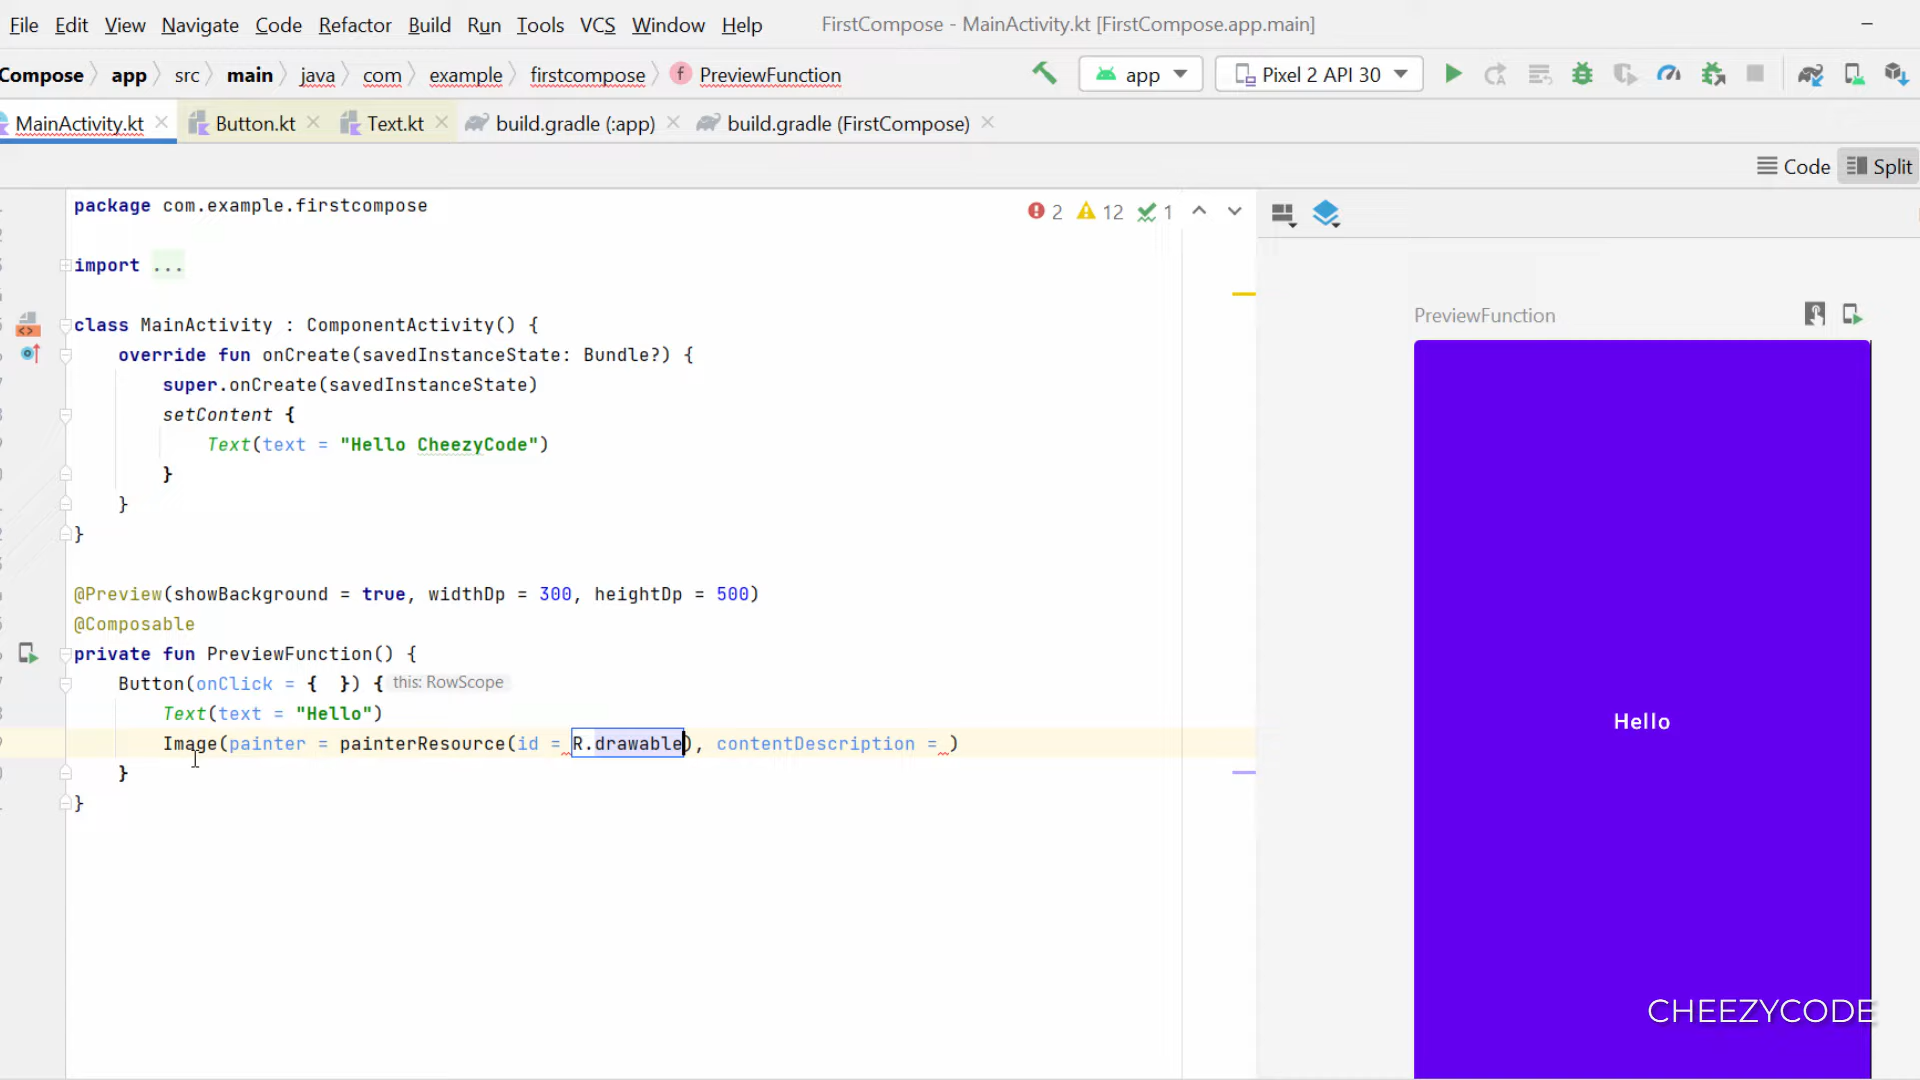 File Edit View Navigate Code Refactor Build Run Tools VCS Window Help FirstCompose - MainActivity.kt [FirstCompose.app.main]
Compose app src main java com example firstcompose f PreviewFunction app Pixel 2 API 30
MainActivity.kt Button.kt Text.kt build.gradle (:app) build.gradle (FirstCompose)
Code Split
package com.example.firstcompose
2 12 1
import ...
class MainActivity : ComponentActivity() {
override fun onCreate(savedInstanceState: Bundle?) {
super.onCreate(savedInstanceState)
setContent {
Text(text = "Hello CheezyCode")
}
}
}
@Preview(showBackground = true, widthDp = 300, heightDp = 500)
@Composable
private fun PreviewFunction() {
Button(onClick = { }) { this: RowScope
Text(text = "Hello")
Image(painter = painterResource(id = R.drawable), contentDescription = )
}
}
PreviewFunction
Hello
CHEEZYCODE